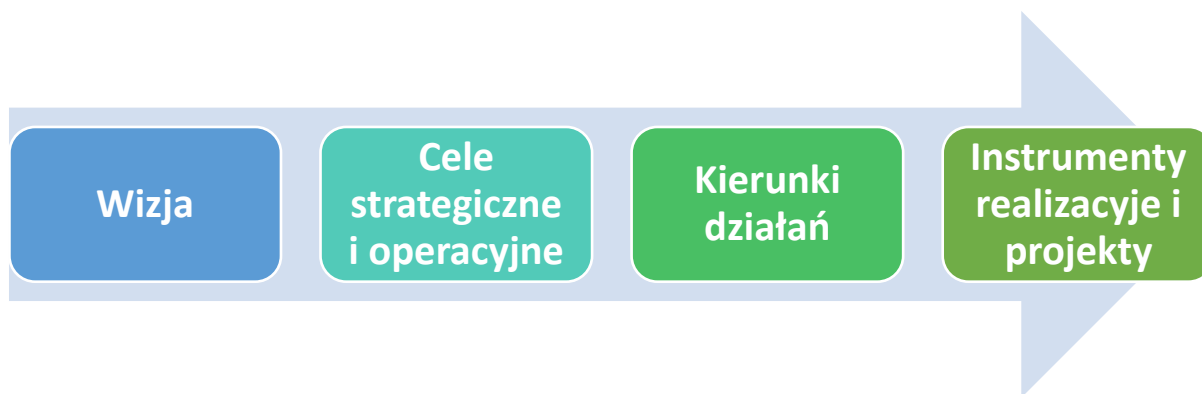 Wizja
Cele
strategiczne
i operacyjne
Kierunki
działań
Instrumenty
realizacyje i
projekty